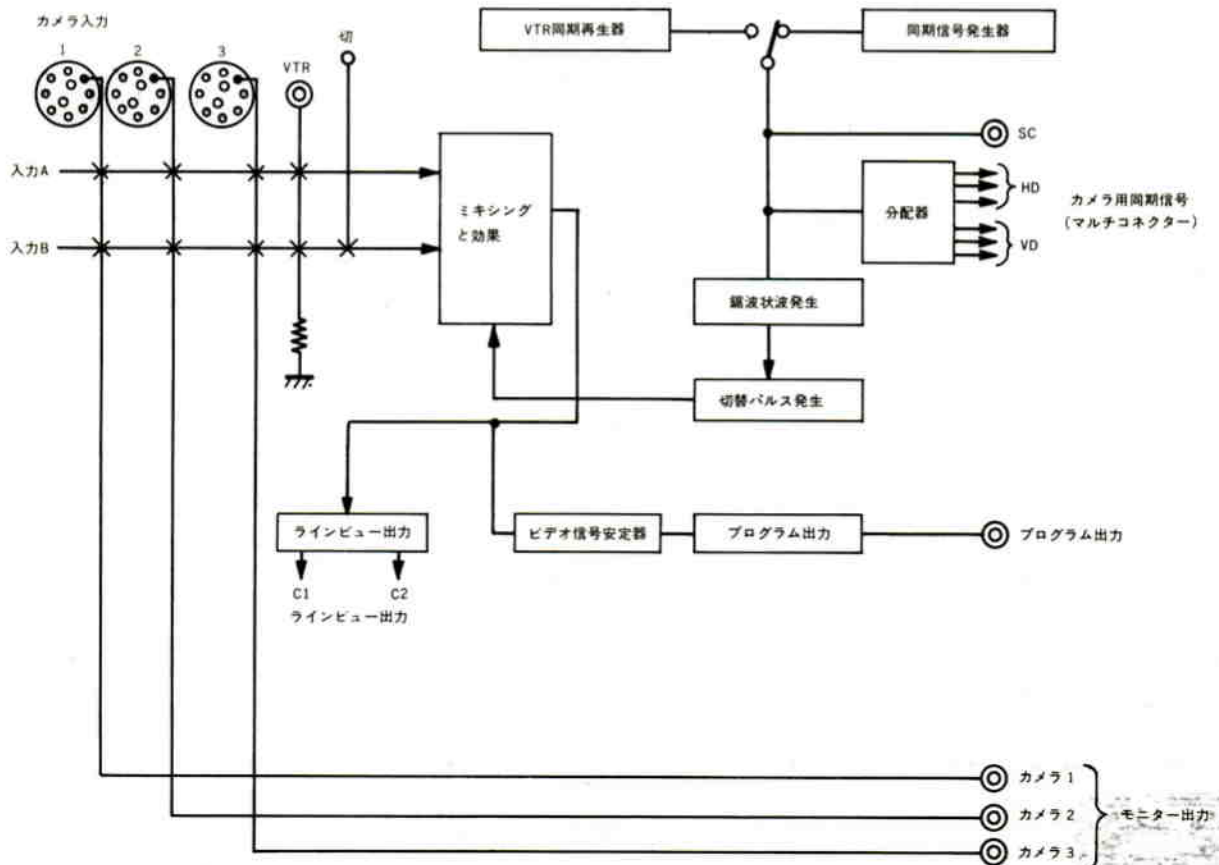 カメラ入力
1 2 3 VTR 切
VTR同期再生器
同期信号発生器
SC
入力A
入力B
ミキシング
と効果
分配器
HD
VD
カメラ用同期信号
(マルチコネクター)
鋸波状波発生
切替パルス発生
ラインビュー出力
C1 C2
ラインビュー出力
ビデオ信号安定器
プログラム出力
プログラム出力
カメラ1
カメラ2
カメラ3
モニター出力